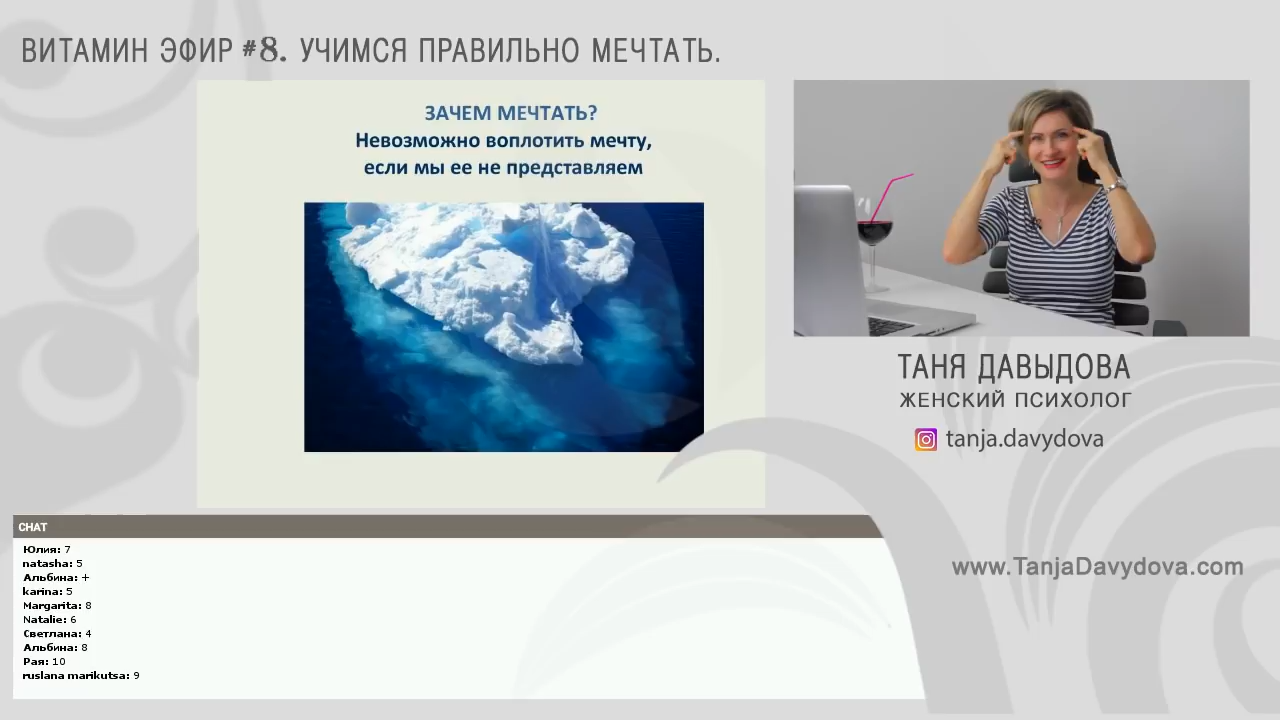 ВИТАМИН ЭФИР #8. УЧИМСЯ ПРАВИЛЬНО МЕЧТАТЬ.
ЗАЧЕМ МЕЧТАТЬ?
Невозможно воплотить мечту,
если мы ее не представляем
ТАНЯ ДАВЫДОВА
ЖЕНСКИЙ ПСИХОЛОГ
tanja.davydova
CHAT
Юлия: 7
natasha: 5
Альбина: +
karina: 5
Margarita: 8
Natalie: 6
Светлана: 4
Альбина: 8
Рая: 10
ruslana marikutsa: 9
www.TanjaDavydova.com